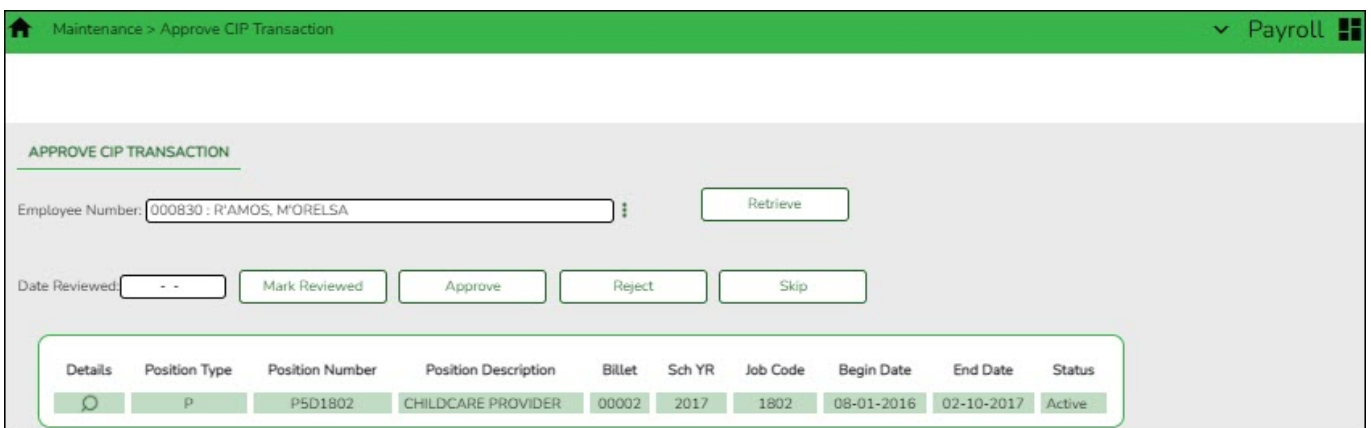 Maintenance > Approve CIP Transaction
Payroll
APPROVE CIP TRANSACTION
Employee Number: 000830 : R'AMOS, M'ORELSA
Retrieve
Date Reviewed: - - Mark Reviewed Approve Reject Skip
Details Position Type Position Number Position Description Billet Sch YR Job Code Begin Date End Date Status
P P5D1802 CHILDCARE PROVIDER 00002 2017 1802 08-01-2016 02-10-2017 Active